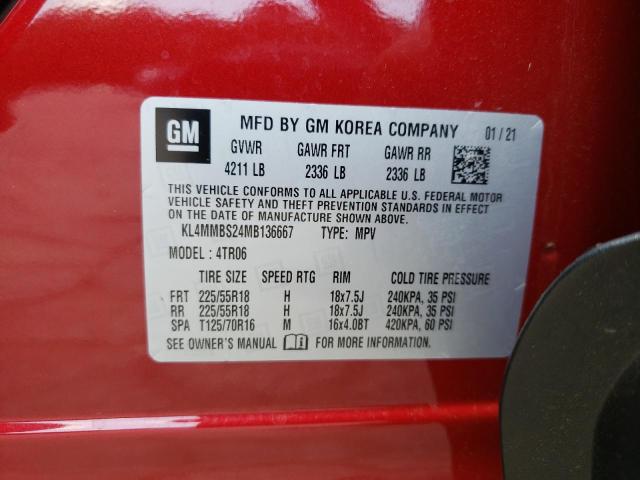 GM MFD BY GM KOREA COMPANY 01 / 21
GVWR GAWR FRT GAWR RR
4211 LB 2336 LB 2336 LB
THIS VEHICLE CONFORMS TO ALL APPLICABLE U.S. FEDERAL MOTOR
VEHICLE SAFETY AND THEFT PREVENTION STANDARDS IN EFFECT
ON THE DATE OF MANUFACTURE SHOWN ABOVE.
KL4MMBS24MB136667 TYPE: MPV
MODEL : 4TR06
TIRE SIZE SPEED RTG RIM COLD TIRE PRESSURE
FRT 225/55R18 H 18x7.5J 240KPA, 35 PSI
RR 225/55R18 H 18x7.5J 240KPA, 35 PSI
SPA T125/70R16 M 16x4.0BT 420KPA, 60 PSI
SEE OWNER'S MANUAL FOR MORE INFORMATION.